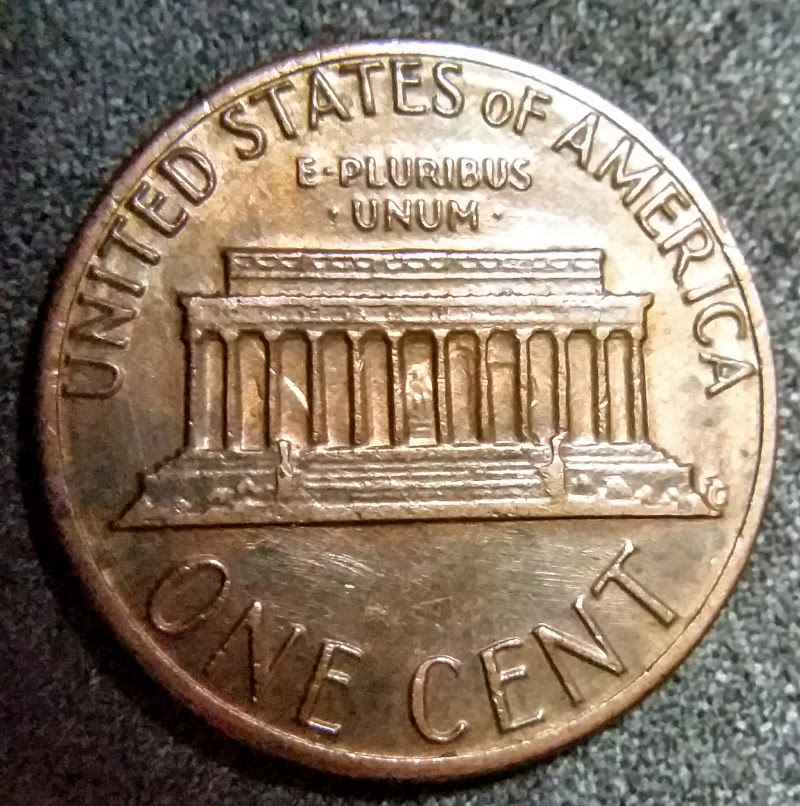 UNITED STATES OF AMERICA
E·PLURIBUS
·UNUM·
ONE CENT